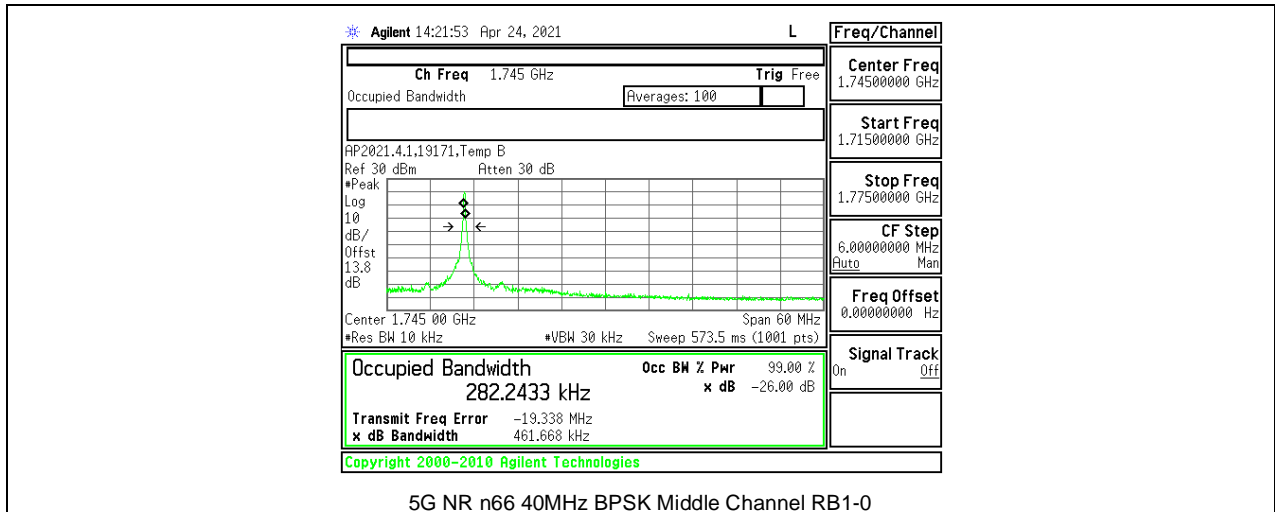 Agilent 14:21:53 Apr 24, 2021 L
Ch Freq 1.745 GHz Trig Free
Occupied Bandwidth Averages: 100
AP2021.4.1,19171,Temp B
Ref 30 dBm Atten 30 dB
#Peak
Log
10
dB/
Offst
13.8
dB
Center 1.745 00 GHz Span 60 MHz
#Res BW 10 kHz #VBW 30 kHz Sweep 573.5 ms (1001 pts)
Occupied Bandwidth Occ BW % Pwr 99.00 %
282.2433 kHz x dB -26.00 dB
Transmit Freq Error -19.338 MHz
x dB Bandwidth 461.668 kHz
Copyright 2000-2010 Agilent Technologies
Freq/Channel
Center Freq
1.74500000 GHz
Start Freq
1.71500000 GHz
Stop Freq
1.77500000 GHz
CF Step
6.00000000 MHz
Auto Man
Freq Offset
0.00000000 Hz
Signal Track
On Off
5G NR n66 40MHz BPSK Middle Channel RB1-0